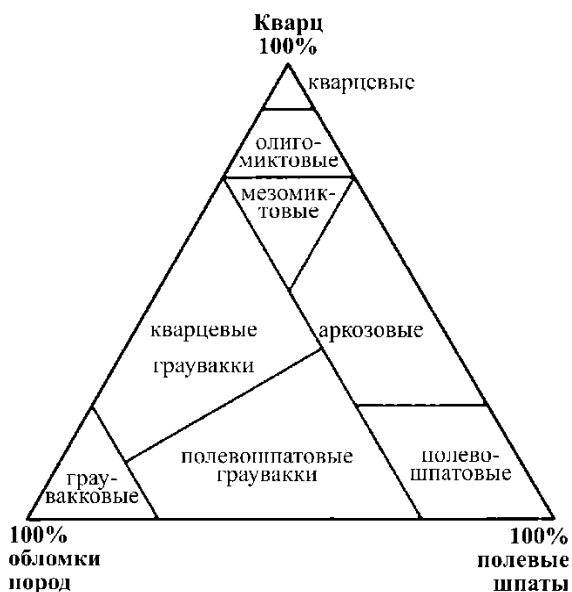 Кварц
100%
кварцевые
олиго-
миктовые
мезомик-
товые
кварцевые
граувакки
аркозовые
полевошпатовые
граувакки
полево-
шпатовые
грау-
вакковые
100%
обломки
пород
100%
полевые
шпаты